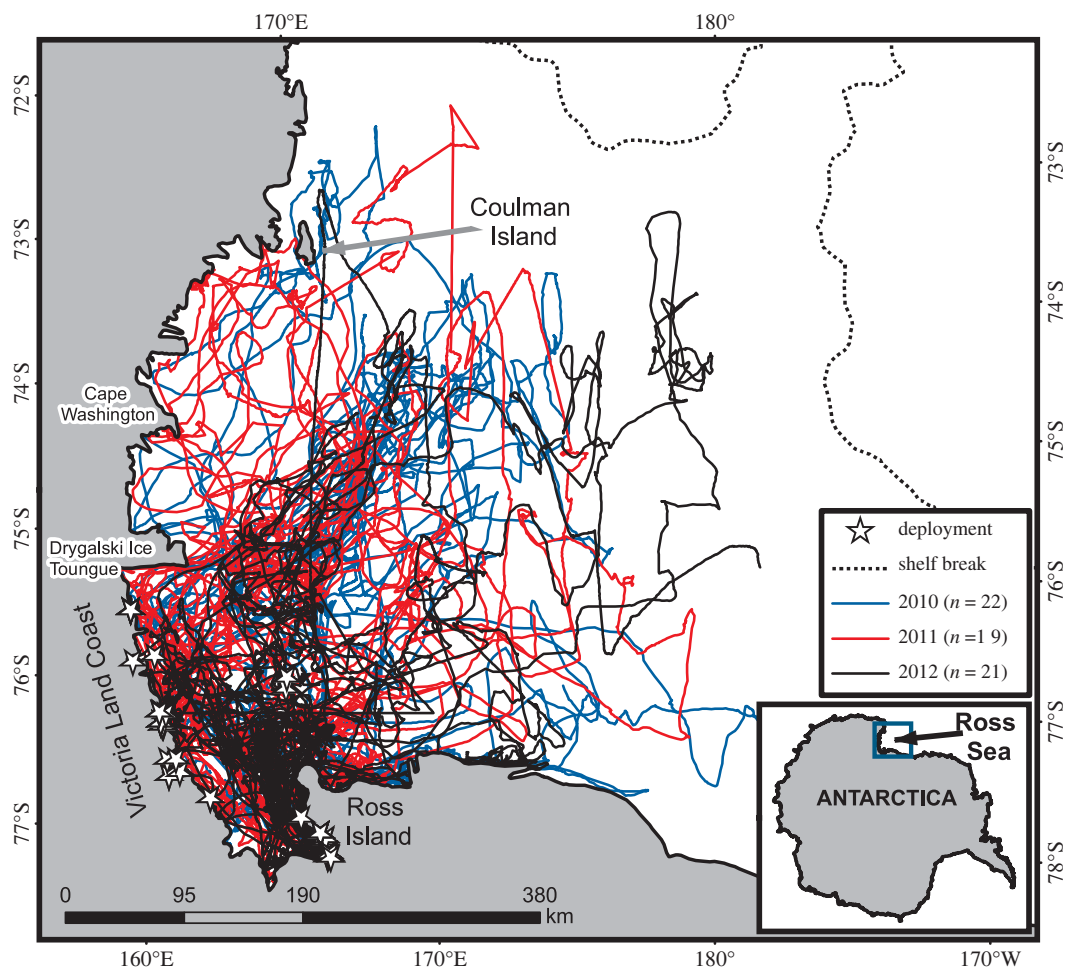 170°E
180°
72°S
73°S
74°S
75°S
76°S
77°S
73°S
74°S
75°S
76°S
77°S
78°S
Coulman
Island
Cape
Washington
Drygalski Ice
Toungue
Victoria Land Coast
Ross
Island
deployment
shelf break
2010 (n = 22)
2011 (n =1 9)
2012 (n = 21)
Ross
Sea
ANTARCTICA
0
95
190
380
km
160°E
170°E
180°
170°W